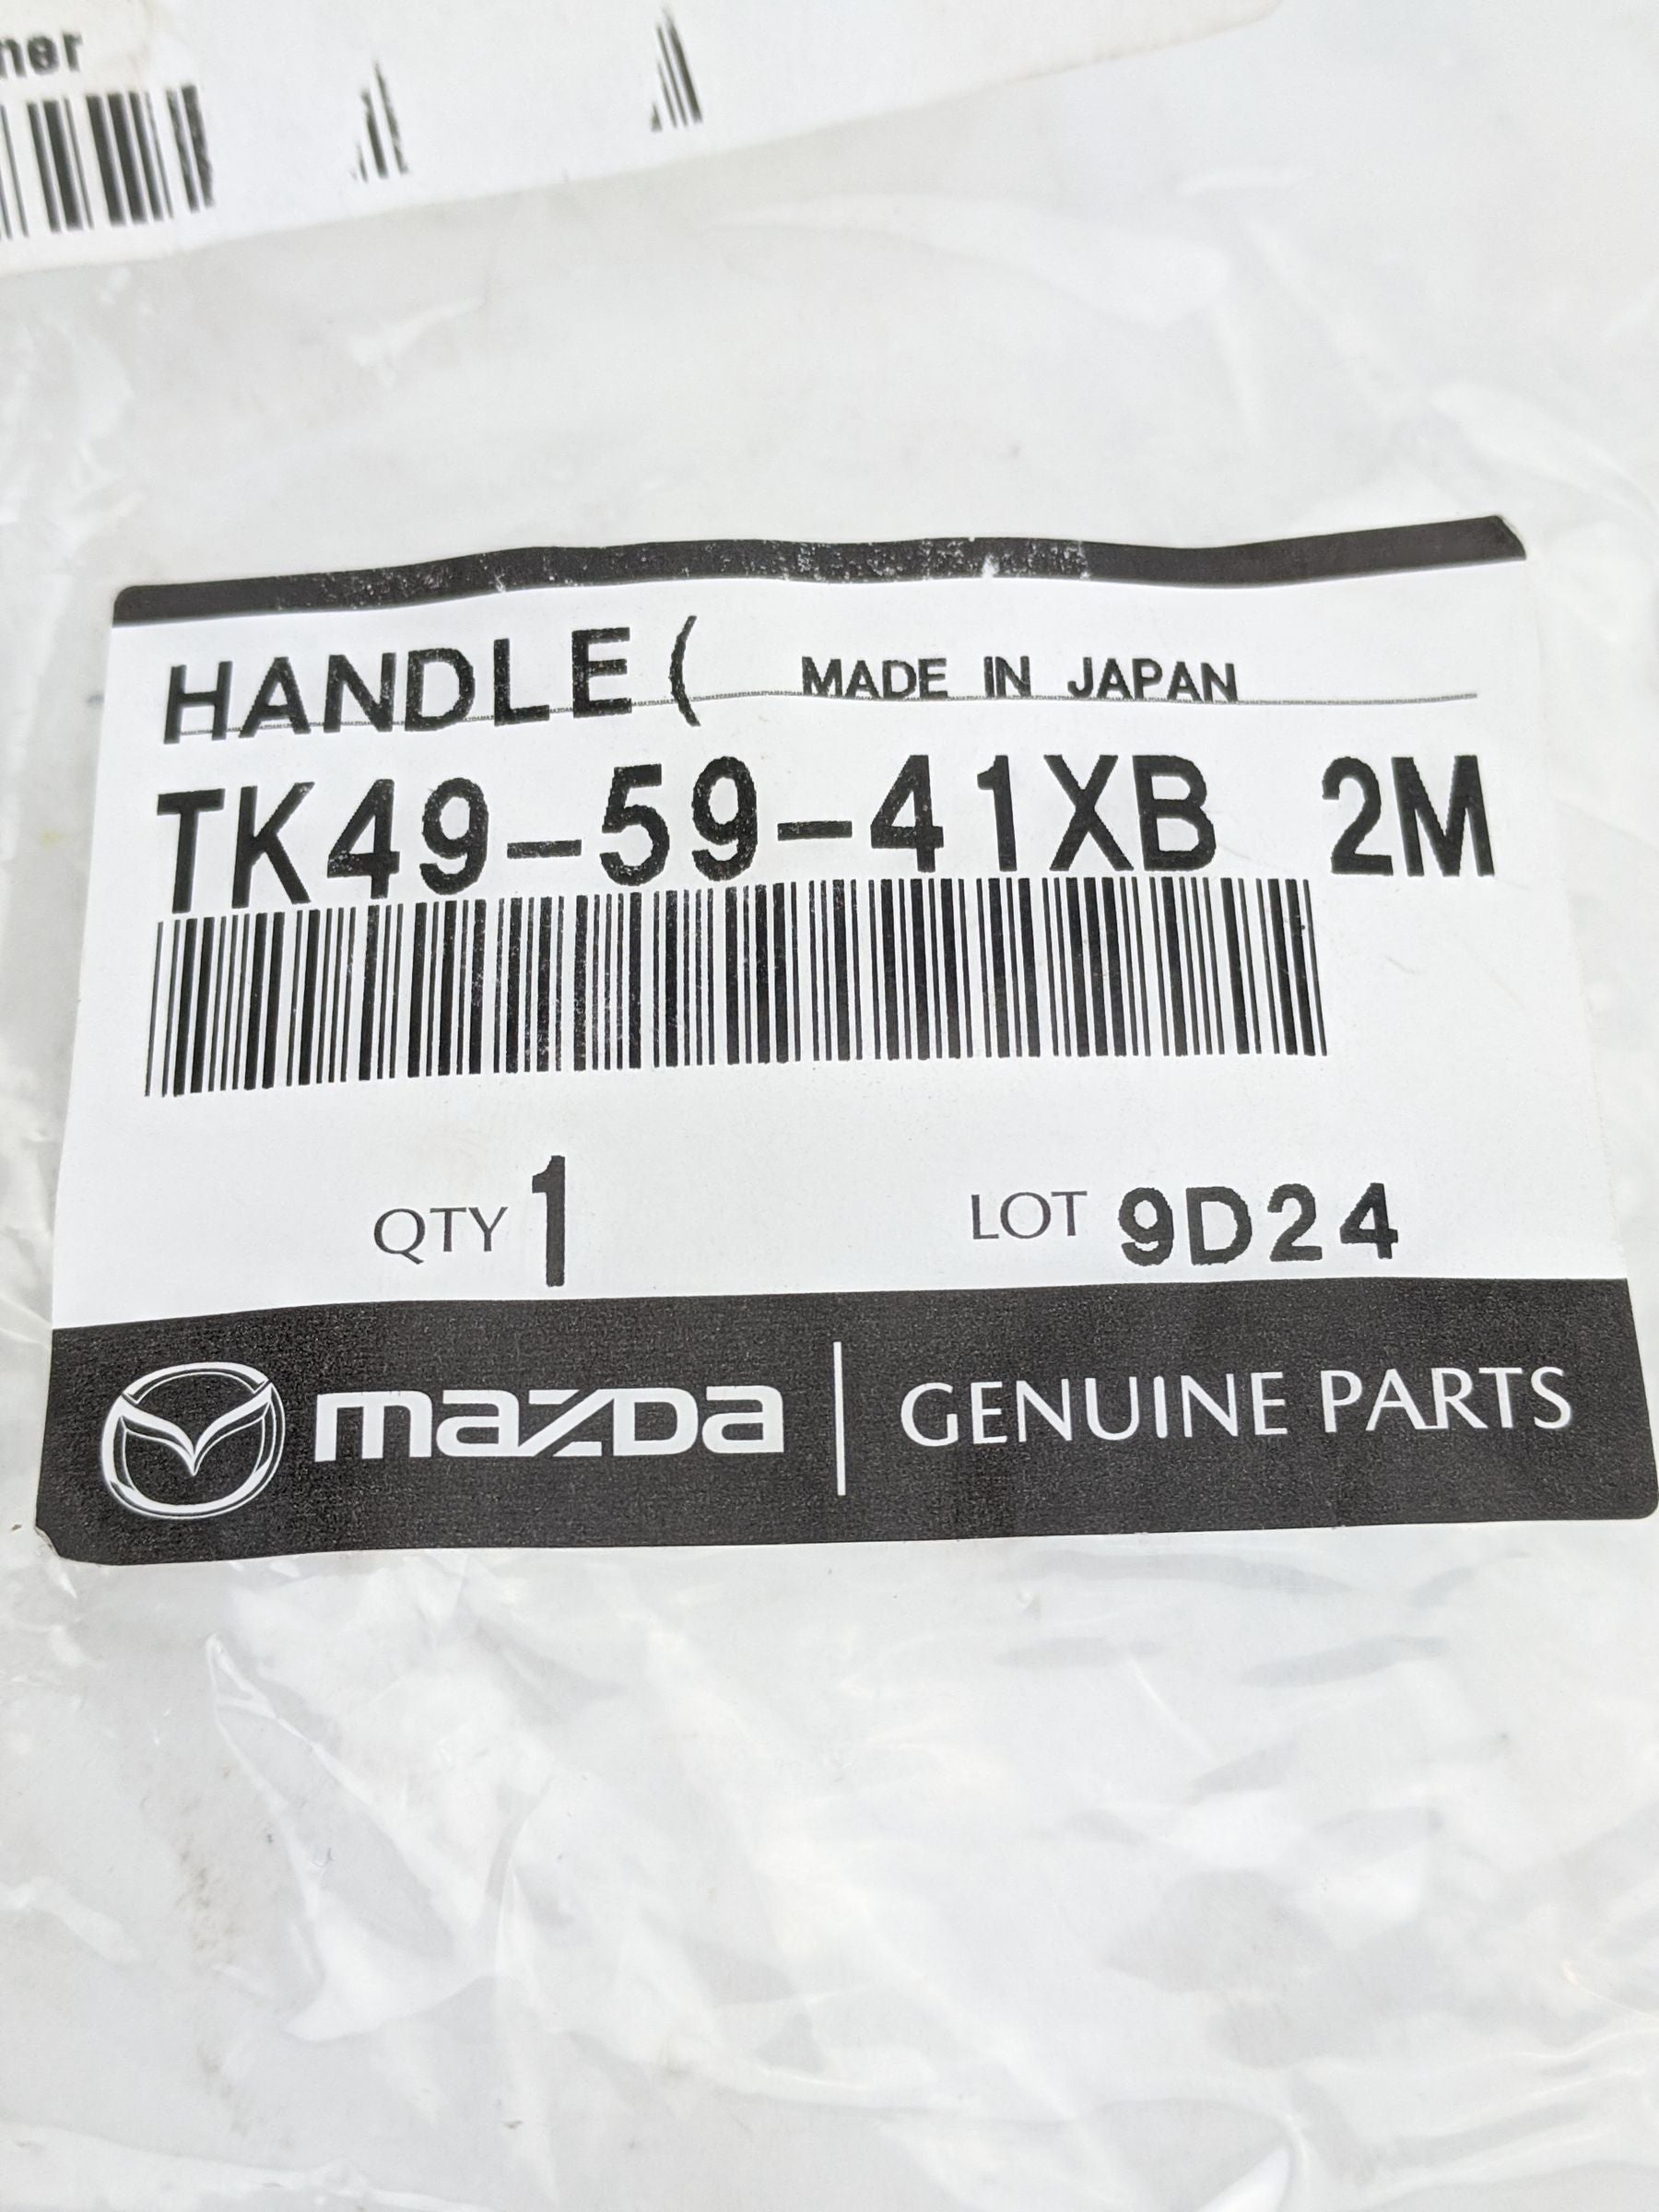 HANDLE( MADE IN JAPAN
TK49-59-41XB 2M
QTY 1 LOT 9D24
mazda | GENUINE PARTS